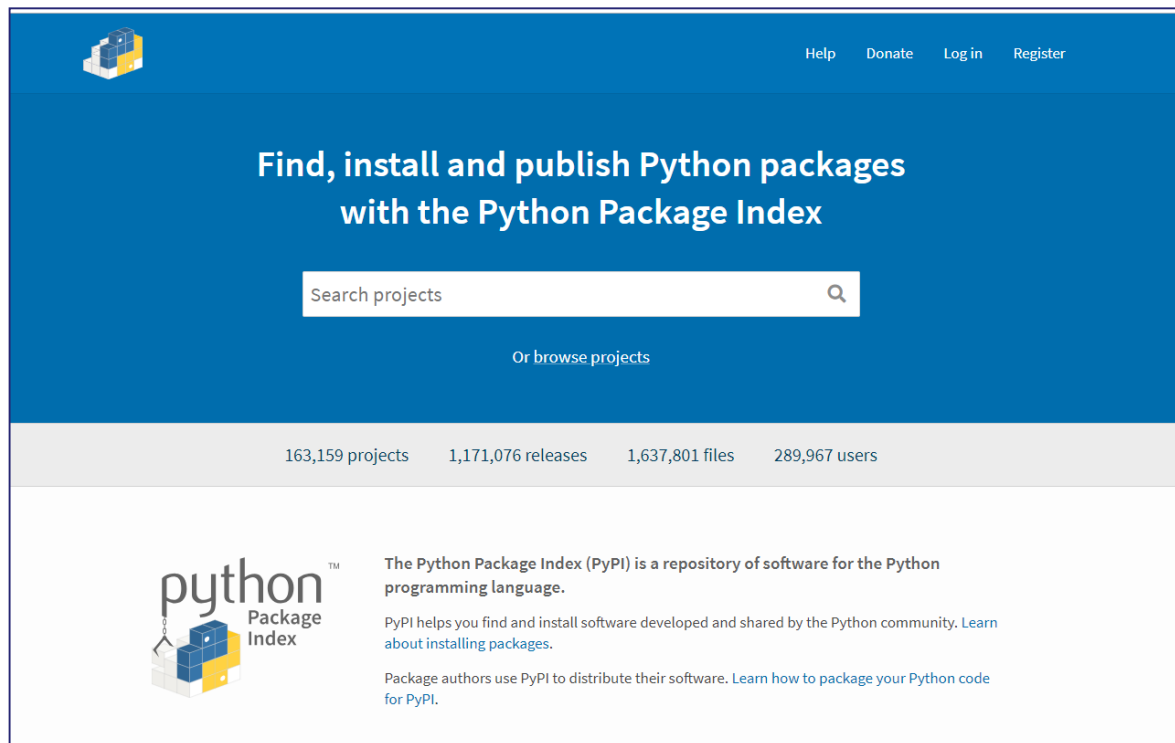 Help Donate Log in Register
Find, install and publish Python packages
with the Python Package Index
Search projects
Or browse projects
163,159 projects 1,171,076 releases 1,637,801 files 289,967 users
python™
Package
Index
The Python Package Index (PyPI) is a repository of software for the Python
programming language.
PyPI helps you find and install software developed and shared by the Python community. Learn
about installing packages.
Package authors use PyPI to distribute their software. Learn how to package your Python code
for PyPI.